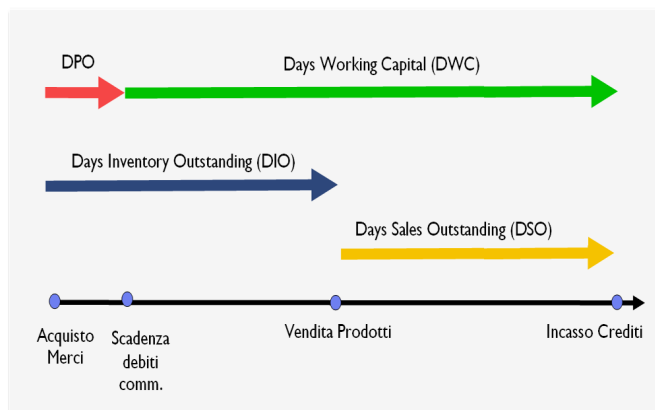 DPO
Days Working Capital (DWC)
Days Inventory Outstanding (DIO)
Days Sales Outstanding (DSO)
Acquisto
Merci
Scadenza
debiti
comm.
Vendita Prodotti
Incasso Crediti